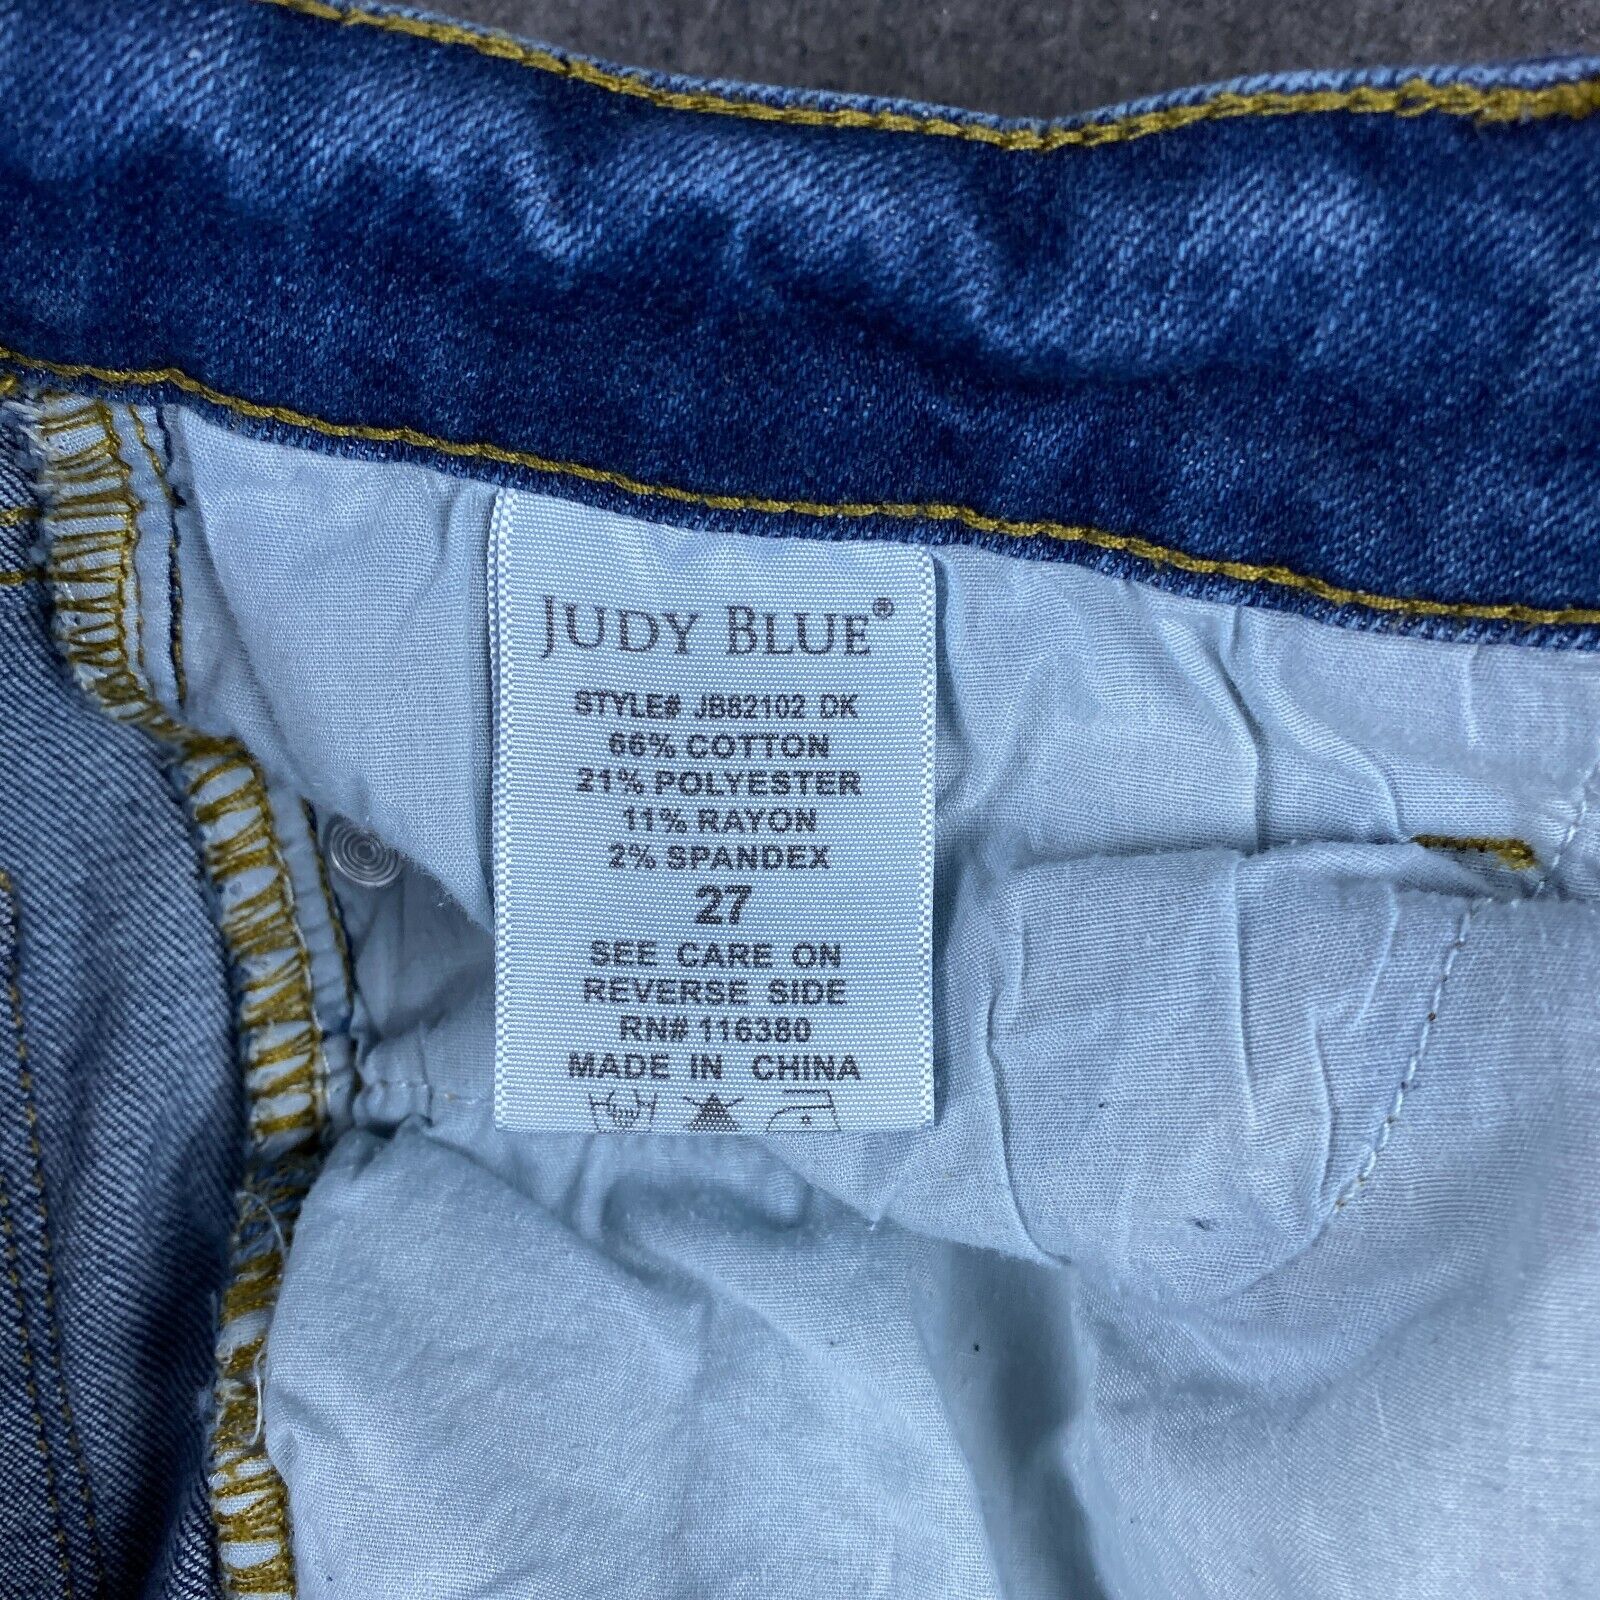 JUDY BLUE®
STYLE# JB82102 DK
66% COTTON
21% POLYESTER
11% RAYON
2% SPANDEX
27
SEE CARE ON
REVERSE SIDE
RN# 116380
MADE IN CHINA